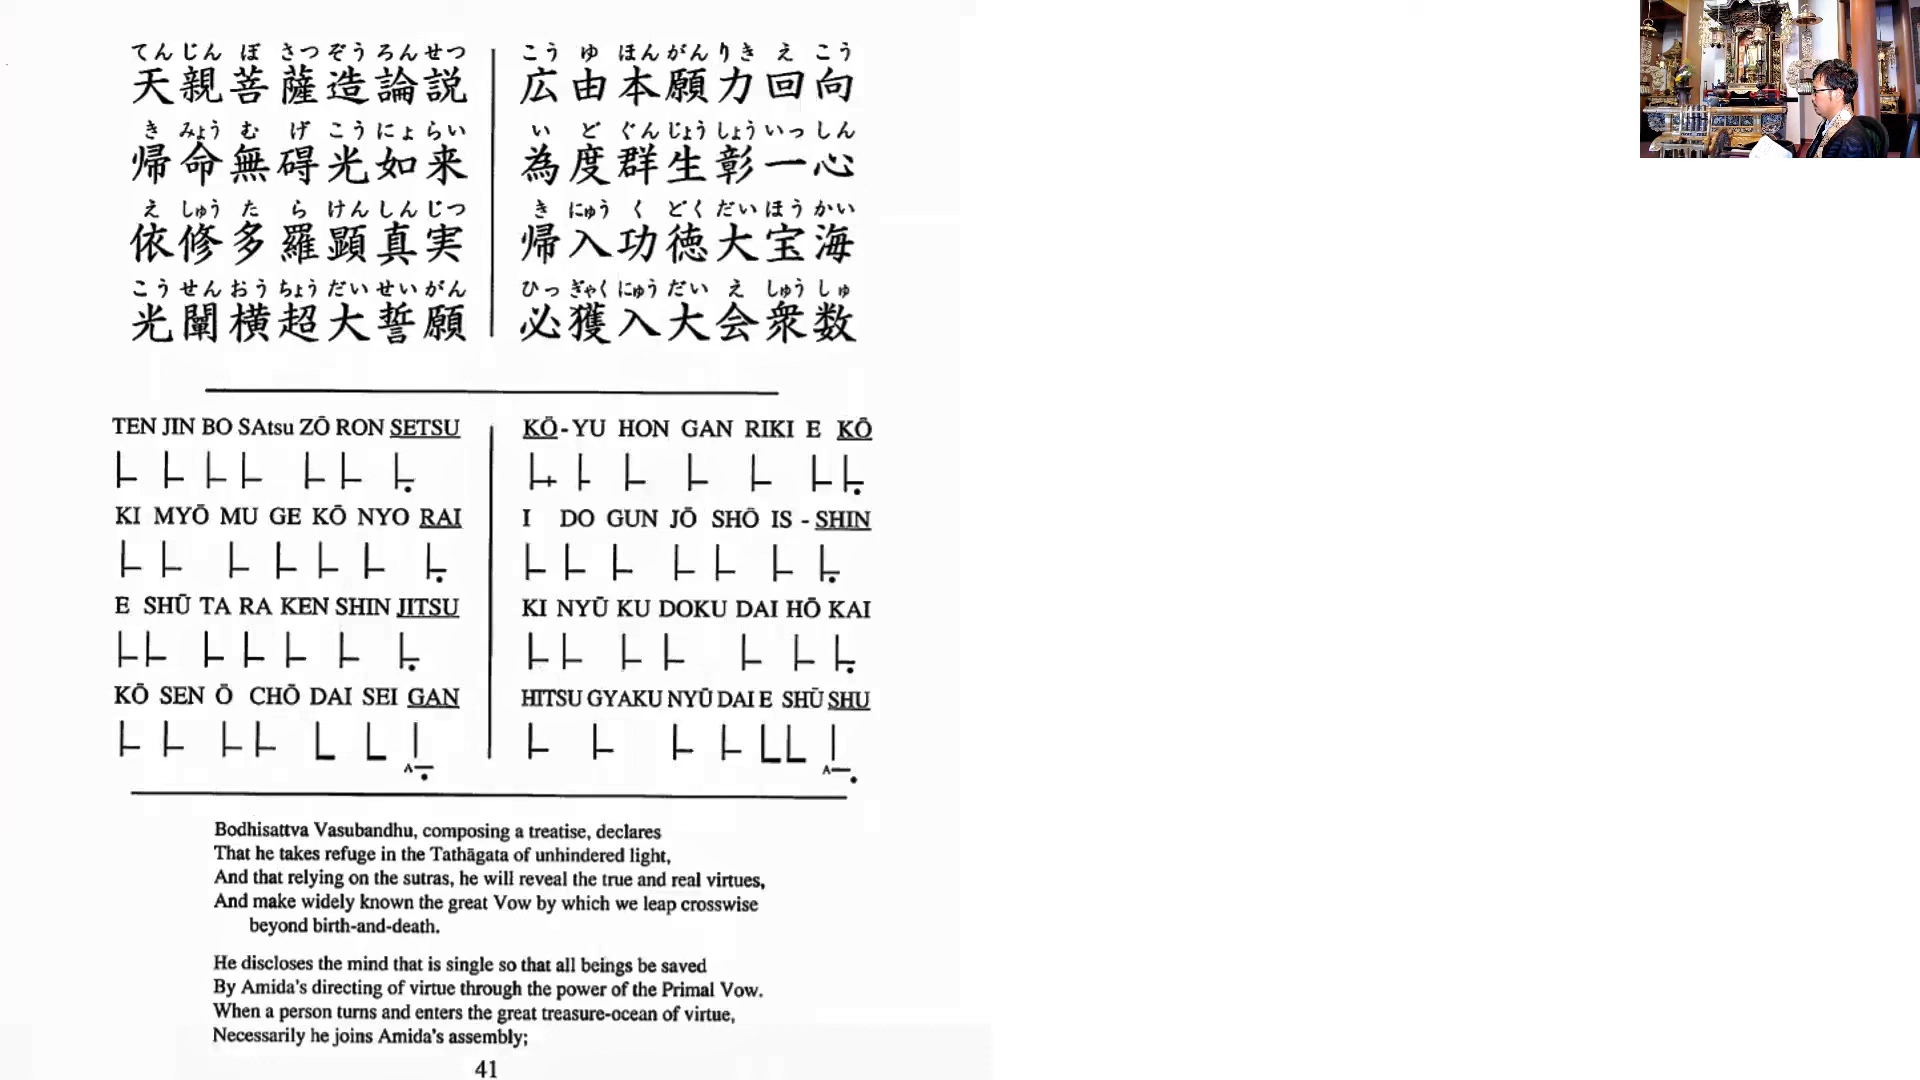 てんじん ぼ さつぞうろんせつ
天親菩薩造論説
き みょう む げ こうにょらい
帰命無碍光如来
え しゅう た ら けんしんじつ
依修多羅顕真実
こうせんおうちょうだいせいがん
光闡横超大誓願
こう ゆ ほんがんりき え こう
広由本願力回向
い ど ぐんじょうしょういっしん
為度群生彰一心
き にゅう く どくだいほうかい
帰入功徳大宝海
ひっぎゃくにゅうだい え しゅうしゅ
必獲入大会衆数
TEN JIN BO SAtsu ZŌ RON SETSU
KI MYŌ MU GE KŌ NYO RAI
E SHŪ TA RA KEN SHIN JITSU
KŌ SEN Ō CHŌ DAI SEI GAN
A
KŌ-YU HON GAN RIKI E KŌ
I DO GUN JŌ SHŌ IS - SHIN
KI NYŪ KU DOKU DAI HŌ KAI
HITSU GYAKU NYŪ DAI E SHŪ SHU
A
Bodhisattva Vasubandhu, composing a treatise, declares
That he takes refuge in the Tathāgata of unhindered light,
And that relying on the sutras, he will reveal the true and real virtues,
And make widely known the great Vow by which we leap crosswise
beyond birth-and-death.
He discloses the mind that is single so that all beings be saved
By Amida's directing of virtue through the power of the Primal Vow.
When a person turns and enters the great treasure-ocean of virtue,
Necessarily he joins Amida's assembly;
41